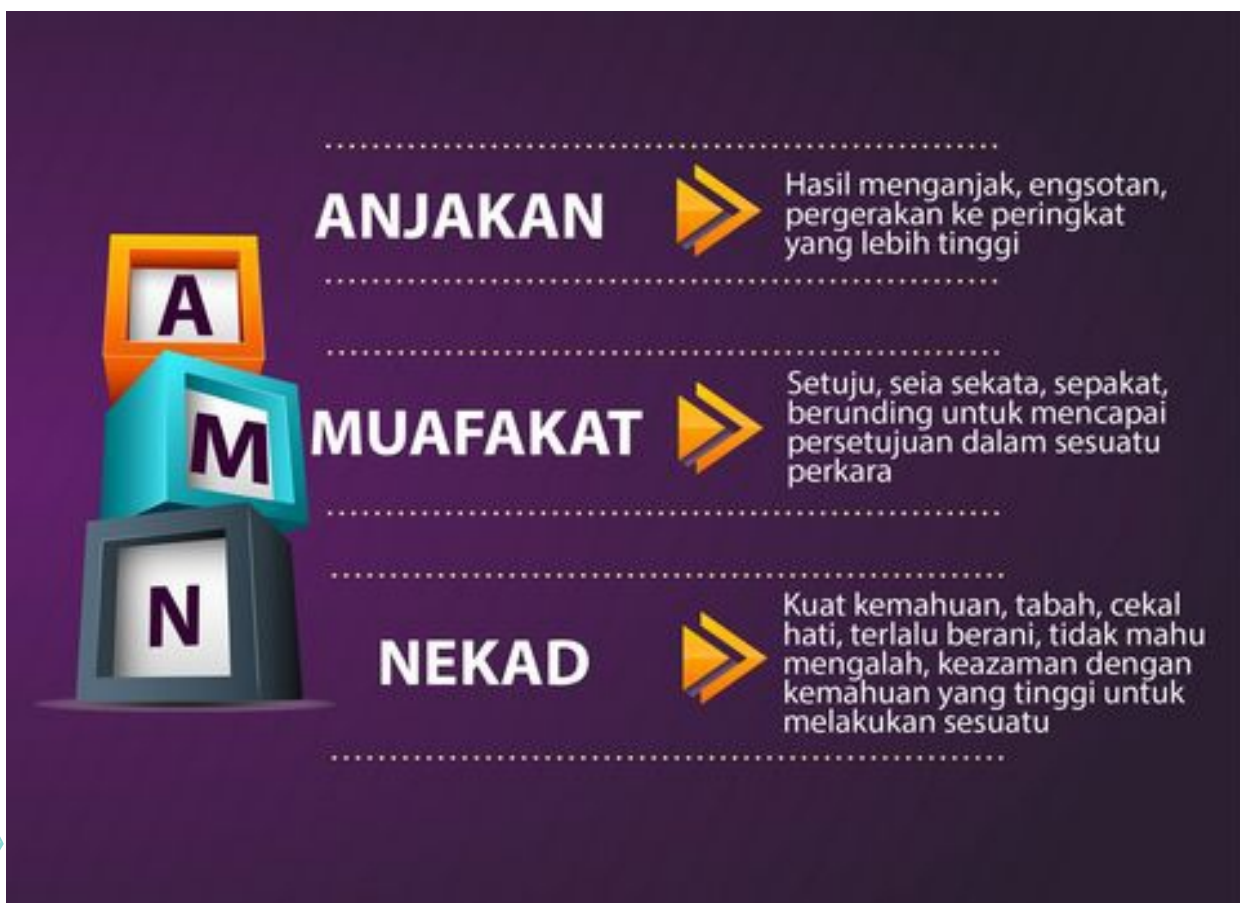 A
ANJAKAN
Hasil menganjak, engsotan,
pergerakan ke peringkat
yang lebih tinggi
M
MUAFAKAT
Setuju, seia sekata, sepakat,
berunding untuk mencapai
persetujuan dalam sesuatu
perkara
N
NEKAD
Kuat kemahuan, tabah, cekal
hati, terlalu berani, tidak mahu
mengalah, keazaman dengan
kemahuan yang tinggi untuk
melakukan sesuatu